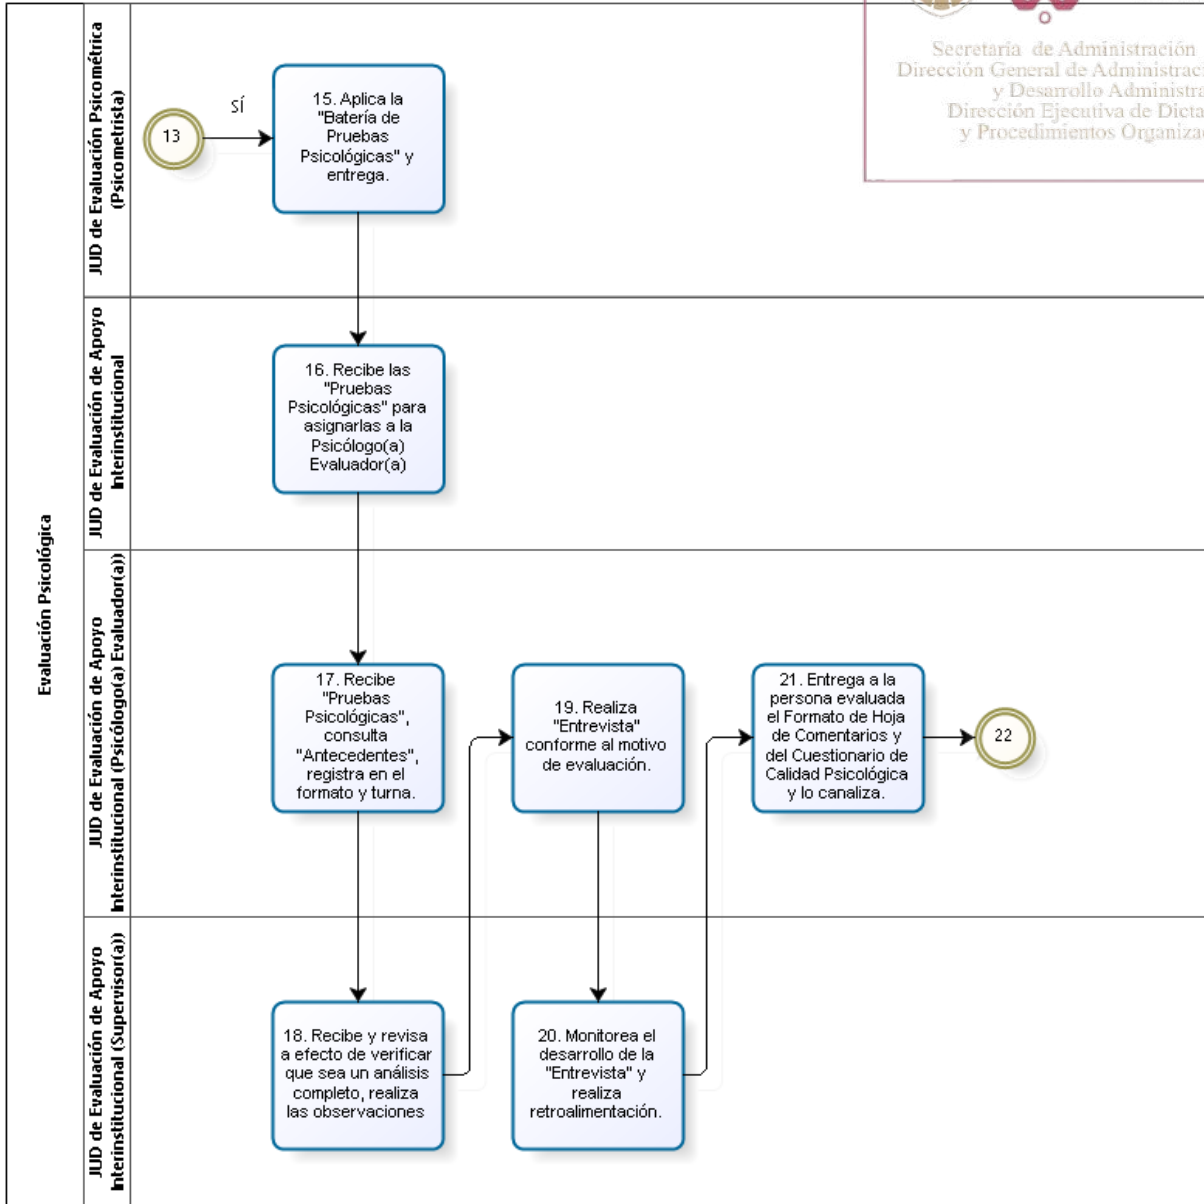 Secretaría de Administración
Dirección General de
y Desarrollo
Dirección Ejecutiva de
y Procedimientos
Evaluación Psicológica
JUD de Evaluación Psicométrica
(Psicometrista)
13
SÍ
15. Aplica la
"Batería de
Pruebas
Psicológicas" y
entrega.
JUD de Evaluación de Apoyo
Interinstitucional
16. Recibe las
"Pruebas
Psicológicas" para
asignarlas a la
Psicólogo(a)
Evaluador(a)
JUD de Evaluación de Apoyo
Interinstitucional (Psicólogo(a) Evaluador(a))
17. Recibe
"Pruebas
Psicológicas",
consulta
"Antecedentes",
registra en el
formato y turna.
19. Realiza
"Entrevista"
conforme al motivo
de evaluación.
21. Entrega a la
persona evaluada
el Formato de Hoja
de Comentarios y
del Cuestionario de
Calidad Psicológica
y lo canaliza.
22
JUD de Evaluación de Apoyo
Interinstitucional (Supervisor(a))
18. Recibe y revisa
a efecto de verificar
que sea un análisis
completo, realiza
las observaciones
20. Monitorea el
desarrollo de la
"Entrevista" y
realiza
retroalimentación.